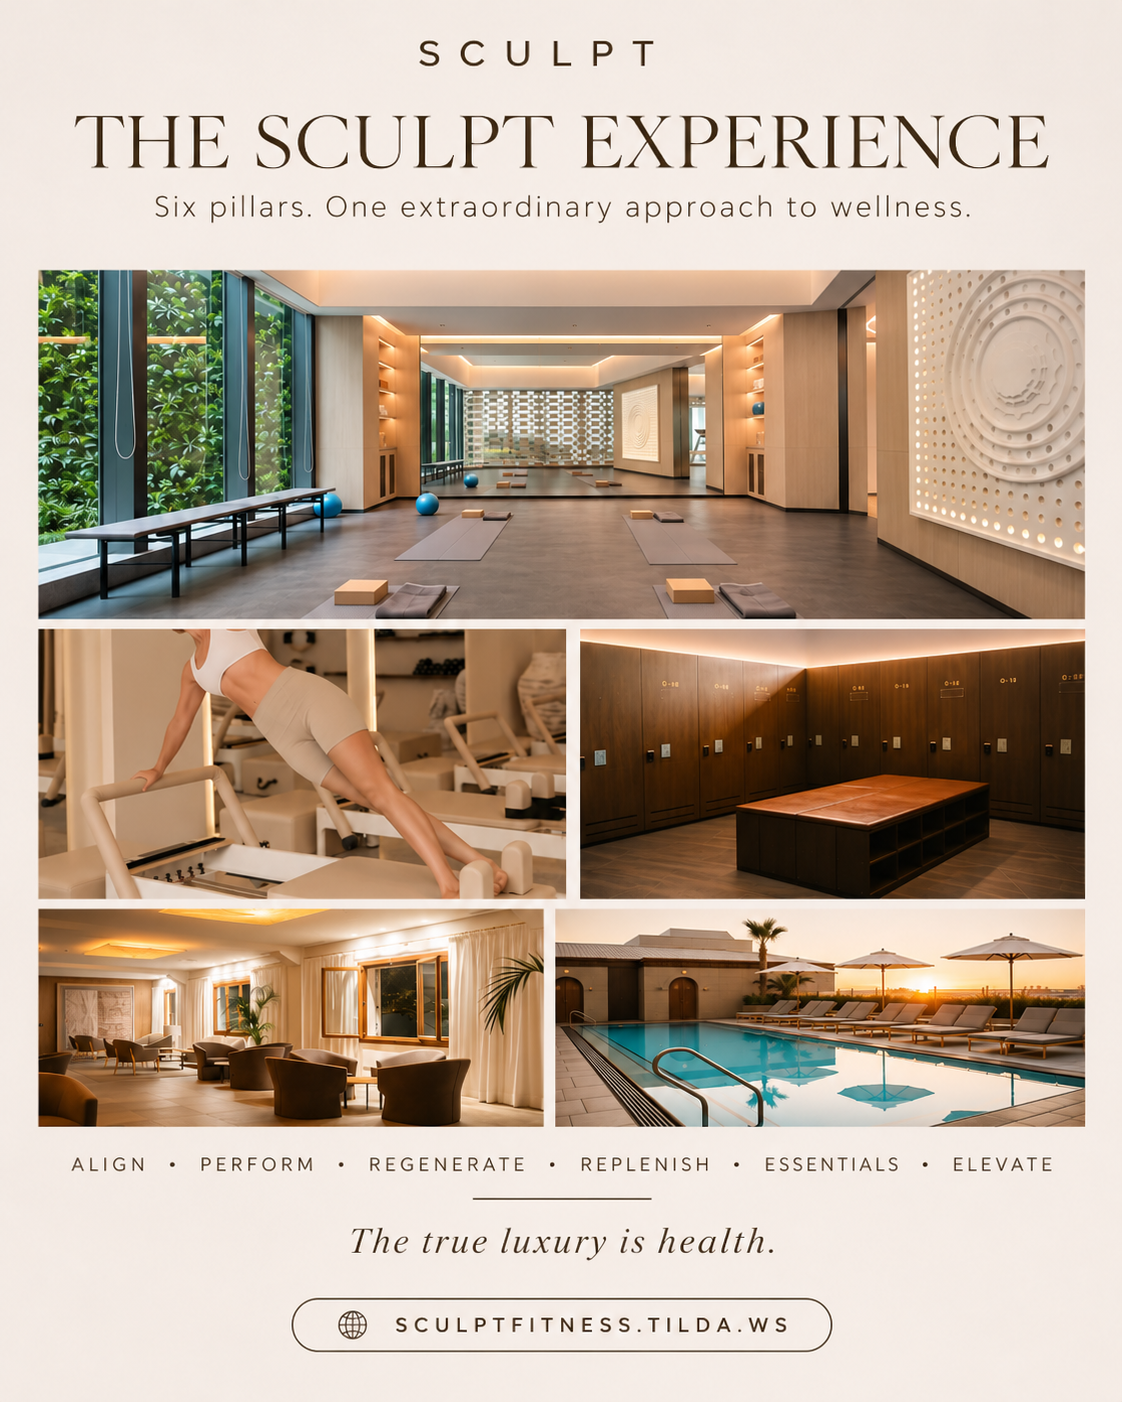 SCULPT
THE SCULPT EXPERIENCE
Six pillars. One extraordinary approach to wellness.
ALIGN • PERFORM • REGENERATE • REPLENISH • ESSENTIALS • ELEVATE
The true luxury is health.
SCULPTFITNESS.TILDA.WS